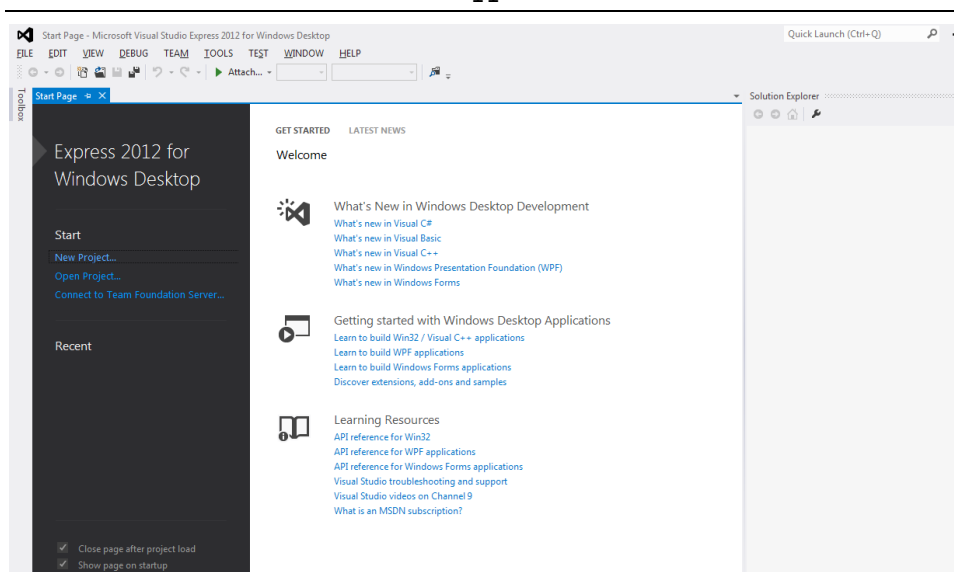 Start Page - Microsoft Visual Studio Express 2012 for Windows Desktop
Quick Launch (Ctrl+Q)
FILE EDIT VIEW DEBUG TEAM TOOLS TEST WINDOW HELP
Attach...
Toolbox
Start Page
Solution Explorer
Express 2012 for
Windows Desktop
Start
New Project...
Open Project...
Connect to Team Foundation Server...
Recent
Close page after project load
Show page on startup
GET STARTED LATEST NEWS
Welcome
What's New in Windows Desktop Development
What's new in Visual C#
What's new in Visual Basic
What's new in Visual C++
What's new in Windows Presentation Foundation (WPF)
What's new in Windows Forms
Getting started with Windows Desktop Applications
Learn to build Win32 / Visual C++ applications
Learn to build WPF applications
Learn to build Windows Forms applications
Discover extensions, add-ons and samples
Learning Resources
API reference for Win32
API reference for WPF applications
API reference for Windows Forms applications
Visual Studio troubleshooting and support
Visual Studio videos on Channel 9
What is an MSDN subscription?